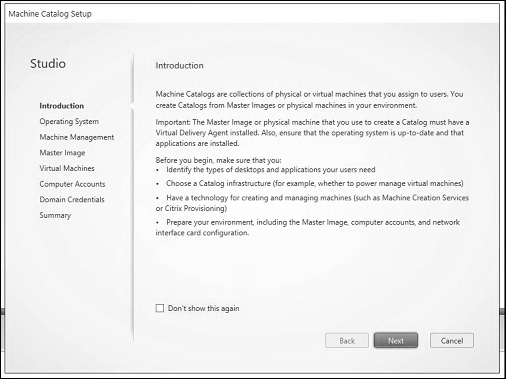 Machine Catalog Setup
Studio
Introduction
Operating System
Machine Management
Master Image
Virtual Machines
Computer Accounts
Domain Credentials
Summary
Introduction
Machine Catalogs are collections of physical or virtual machines that you assign to users. You
create Catalogs from Master Images or physical machines in your environment.
Important: The Master Image or physical machine that you use to create a Catalog must have a
Virtual Delivery Agent installed. Also, ensure that the operating system is up-to-date and that
applications are installed.
Before you begin, make sure that you:
• Identify the types of desktops and applications your users need
• Choose a Catalog infrastructure (for example, whether to power manage virtual machines)
• Have a technology for creating and managing machines (such as Machine Creation Services
or Citrix Provisioning)
• Prepare your environment, including the Master Image, computer accounts, and network
interface card configuration.
Don't show this again
Back Next Cancel